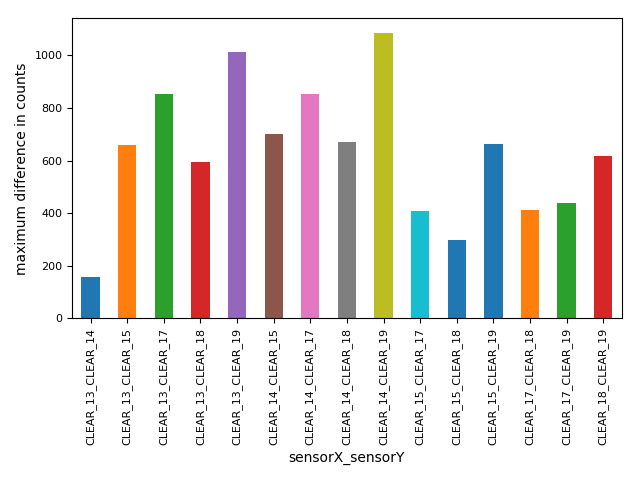 maximum difference in counts
1000
800
600
400
200
0
CLEAR_13_CLEAR_14
CLEAR_13_CLEAR_15
CLEAR_13_CLEAR_17
CLEAR_13_CLEAR_18
CLEAR_13_CLEAR_19
CLEAR_14_CLEAR_15
CLEAR_14_CLEAR_17
CLEAR_14_CLEAR_18
CLEAR_14_CLEAR_19
CLEAR_15_CLEAR_17
CLEAR_15_CLEAR_18
CLEAR_15_CLEAR_19
CLEAR_17_CLEAR_18
CLEAR_17_CLEAR_19
CLEAR_18_CLEAR_19
sensorX_sensorY